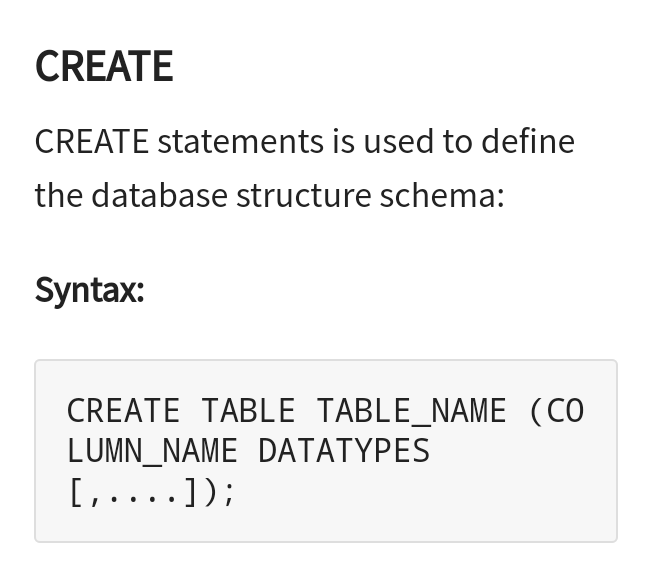 CREATE
CREATE statements is used to define
the database structure schema:
Syntax:
CREATE TABLE TABLE_NAME (CO
LUMN_NAME DATATYPES
[,....]);